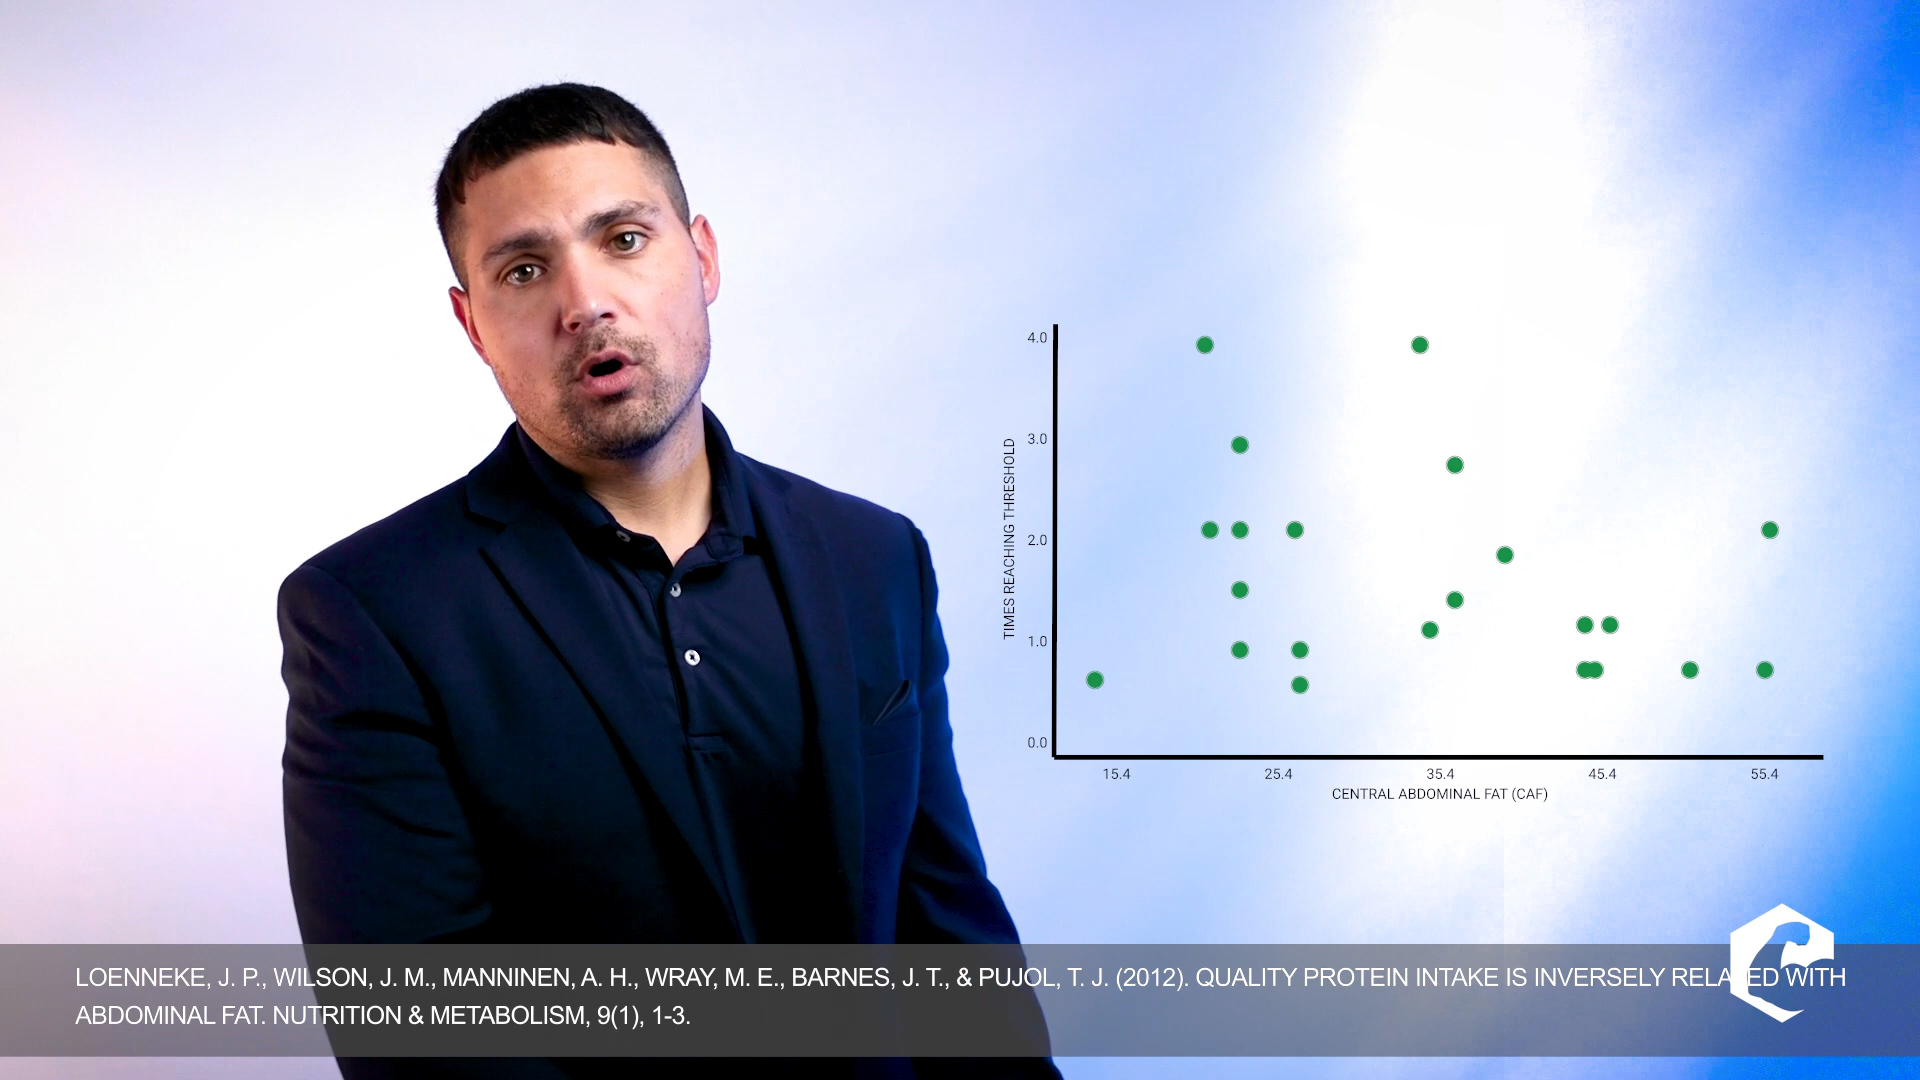 4.0
3.0
2.0
1.0
0.0
TIMES REACHING THRESHOLD
15.4 25.4 35.4 45.4 55.4
CENTRAL ABDOMINAL FAT (CAF)
LOENNEKE, J. P., WILSON, J. M., MANNINEN, A. H., WRAY, M. E., BARNES, J. T., & PUJOL, T. J. (2012). QUALITY PROTEIN INTAKE IS INVERSELY RELATED WITH
ABDOMINAL FAT. NUTRITION & METABOLISM, 9(1), 1-3.